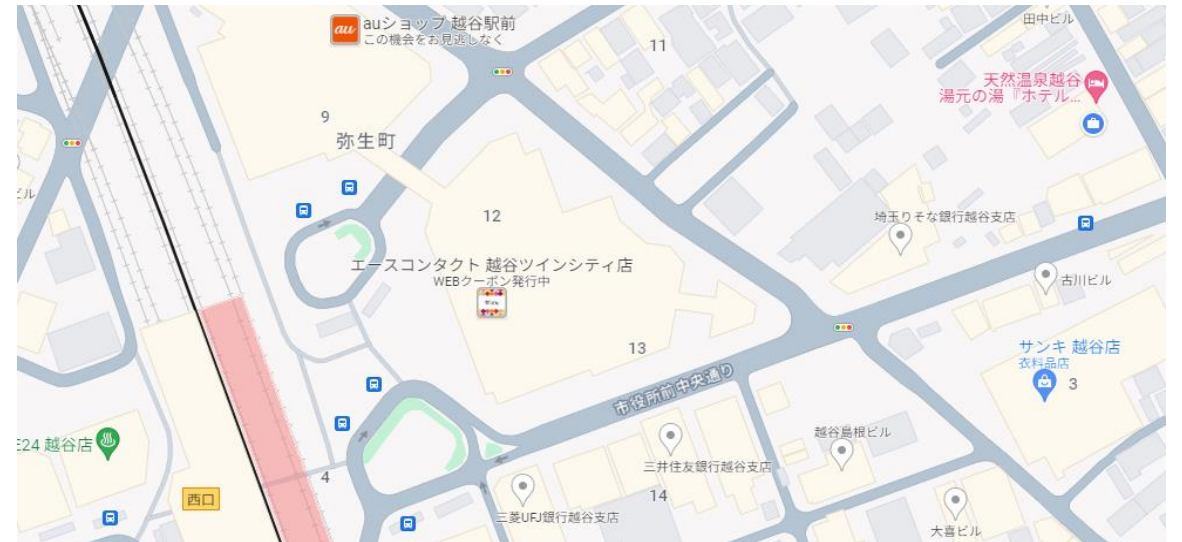 au
auショップ 越谷駅前
この機会をお見逃しなく
11
田中ビル
天然温泉越谷
湯元の湯『ホテル...
9
弥生町
ビル
12
埼玉りそな銀行越谷支店
エースコンタクト 越谷ツインシティ店
WEBクーポン発行中
古川ビル
13
サンキ 越谷店
衣料品店
3
市役所前中央通り
越谷島根ビル
E24 越谷店
三井住友銀行越谷支店
4
西口
14
三菱UFJ銀行越谷支店
大喜ビル